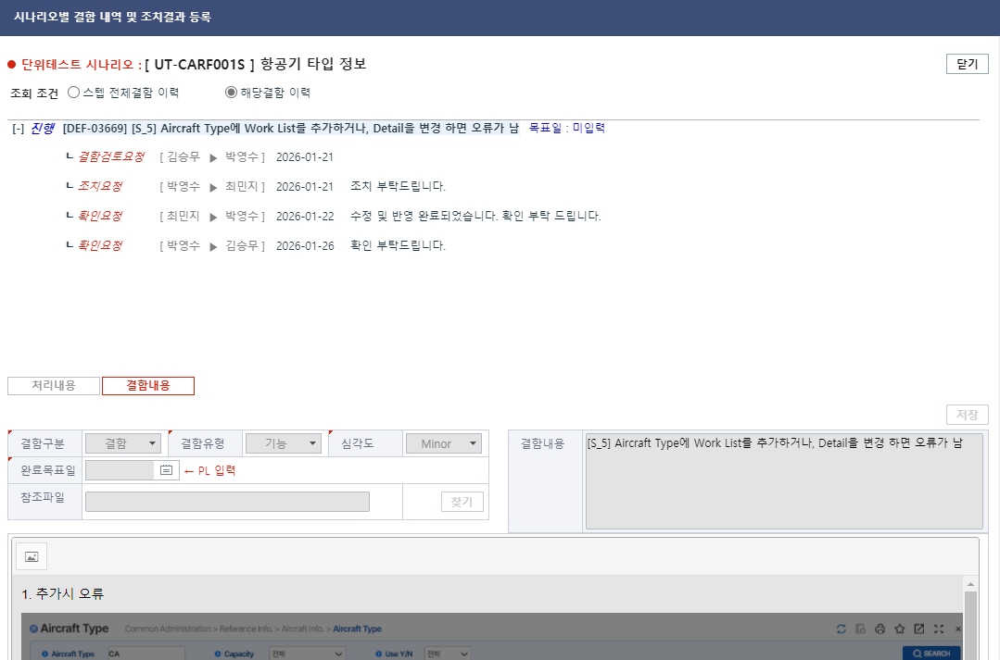 시나리오별 결함 내역 및 조치결과 등록
단위테스트 시나리오 : [ UT-CARF001S ] 항공기 타입 정보
닫기
조회 조건 스텝 전체결함 이력 해당결함 이력
[-] 진행 [DEF-03669] [S_5] Aircraft Type에 Work List를 추가하거나, Detail을 변경 하면 오류가 남 목표일 : 미입력
ㄴ 결함검토요청 [ 김승무 ▶ 박영수 ] 2026-01-21
ㄴ 조치요청 [ 박영수 ▶ 최민지 ] 2026-01-21 조치 부탁드립니다.
ㄴ 확인요청 [ 최민지 ▶ 박영수 ] 2026-01-22 수정 및 반영 완료되었습니다. 확인 부탁 드립니다.
ㄴ 확인요청 [ 박영수 ▶ 김승무 ] 2026-01-26 확인 부탁드립니다.
처리내용 결함내용
저장
결함구분 결함 결함유형 기능 심각도 Minor
완료목표일 ← PL 입력
참조파일 찾기
결함내용 [S_5] Aircraft Type에 Work List를 추가하거나, Detail을 변경 하면 오류가 남
1. 추가시 오류
Aircraft Type Common Administration > Reference Info. > Aircraft Info. > Aircraft Type
Aircraft Type CA Capacity 전체 Use Y/N 전체 SEARCH